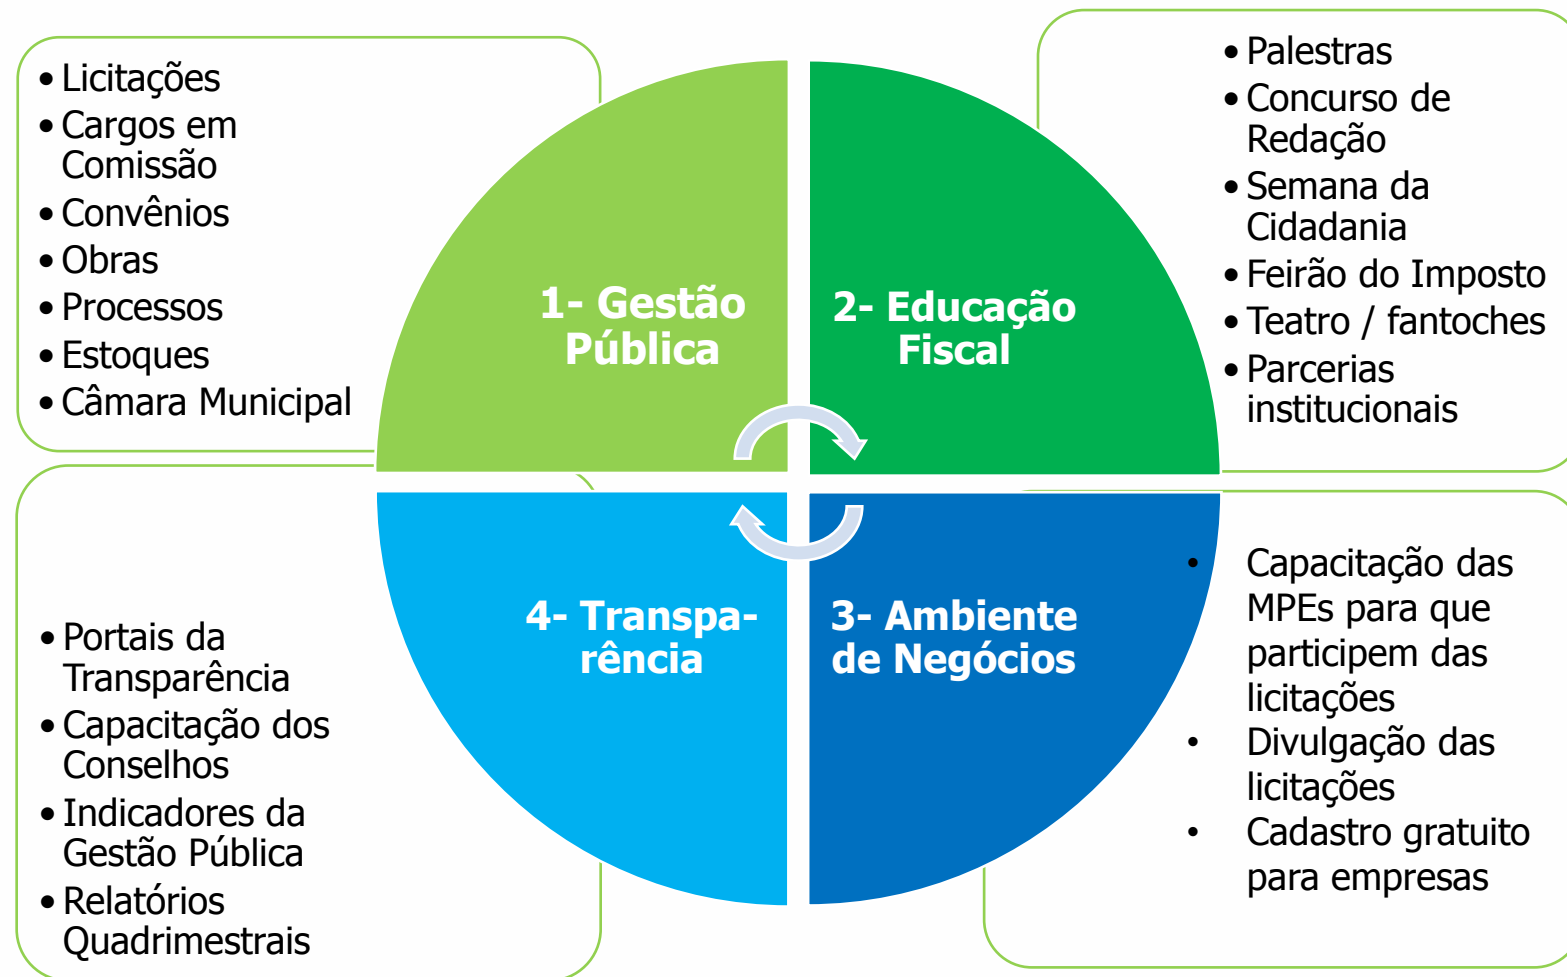 • Licitações
• Cargos em
Comissão
• Convênios
• Obras
• Processos
• Estoques
• Câmara Municipal
1- Gestão
Pública
2- Educação
Fiscal
• Palestras
• Concurso de
Redação
• Semana da
Cidadania
• Feirão do Imposto
• Teatro / fantoches
• Parcerias
institucionais
• Portais da
Transparência
• Capacitação dos
Conselhos
• Indicadores da
Gestão Pública
• Relatórios
Quadrimestrais
4- Transpa-
rência
3- Ambiente
de Negócios
• Capacitação das
MPEs para que
participem das
licitações
• Divulgação das
licitações
• Cadastro gratuito
para empresas